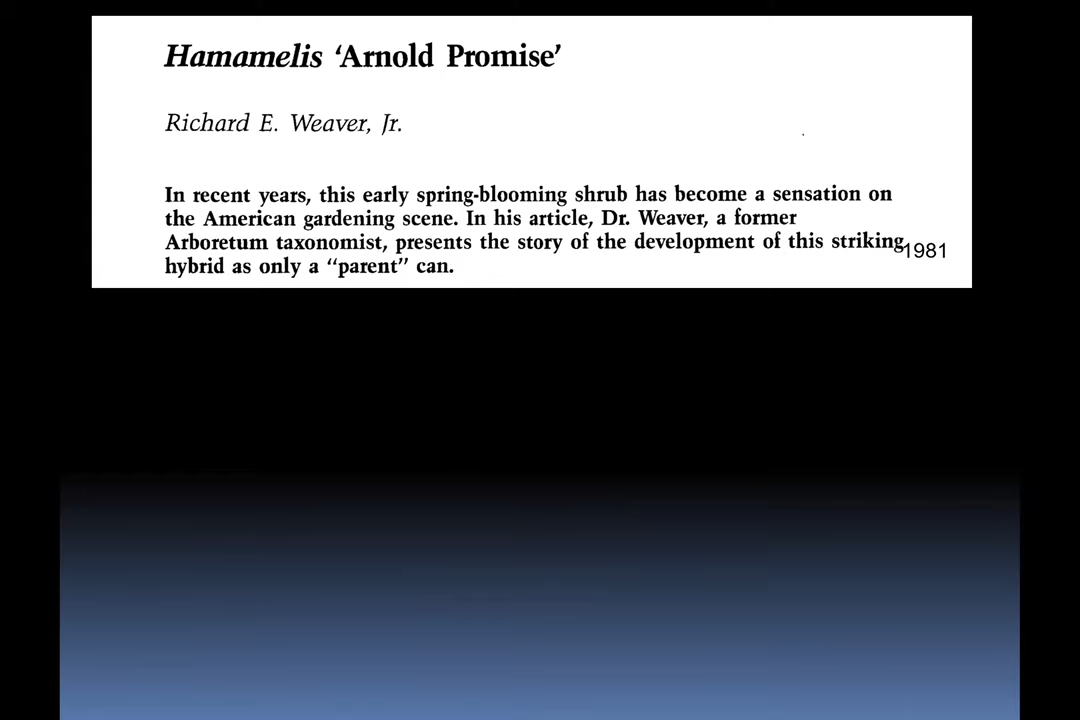 Hamamelis 'Arnold Promise'
Richard E. Weaver, Jr.
In recent years, this early spring-blooming shrub has become a sensation on
the American gardening scene. In his article, Dr. Weaver, a former
Arboretum taxonomist, presents the story of the development of this striking
hybrid as only a "parent" can.
1981